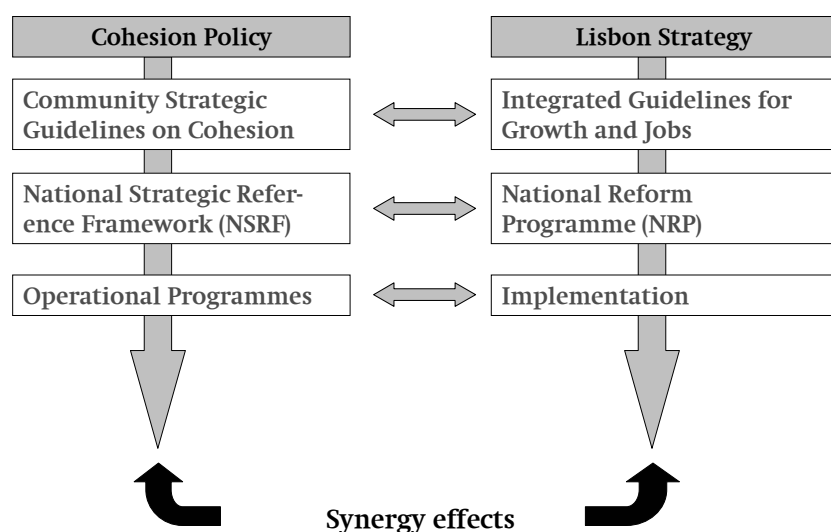 Cohesion Policy
Lisbon Strategy
Community Strategic
Guidelines on Cohesion
Integrated Guidelines for
Growth and Jobs
National Strategic Refer-
ence Framework (NSRF)
National Reform
Programme (NRP)
Operational Programmes
Implementation
Synergy effects